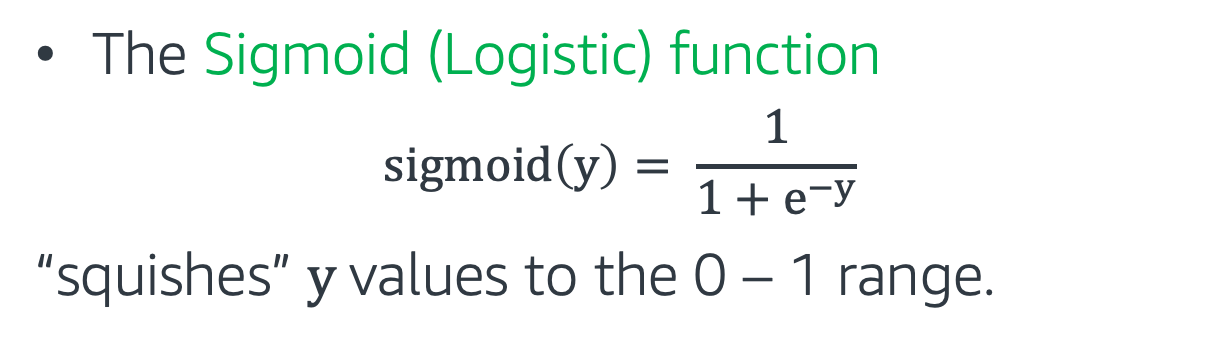 • The Sigmoid (Logistic) function
sigmoid(y) = 1 / (1 + e^−y)
“squishes” y values to the 0 – 1 range.